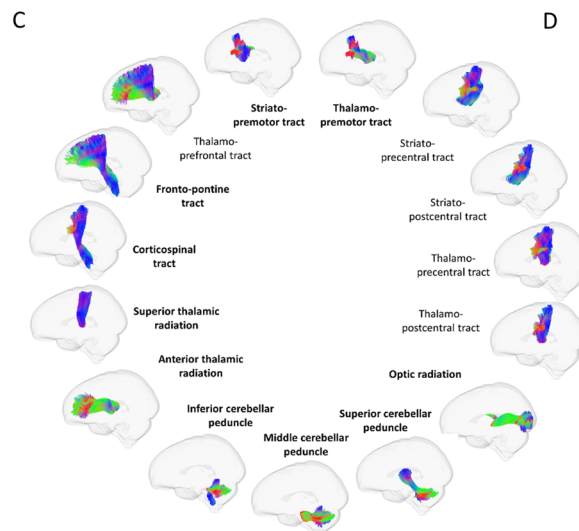 C
D
Striato-
premotor tract
Thalamo-
premotor tract
Thalamo-
prefrontal tract
Striato-
precentral tract
Fronto-pontine
tract
Striato-
postcentral tract
Corticospinal
tract
Thalamo-
precentral tract
Superior thalamic
radiation
Thalamo-
postcentral tract
Anterior thalamic
radiation
Optic radiation
Inferior cerebellar
peduncle
Superior cerebellar
peduncle
Middle cerebellar
peduncle